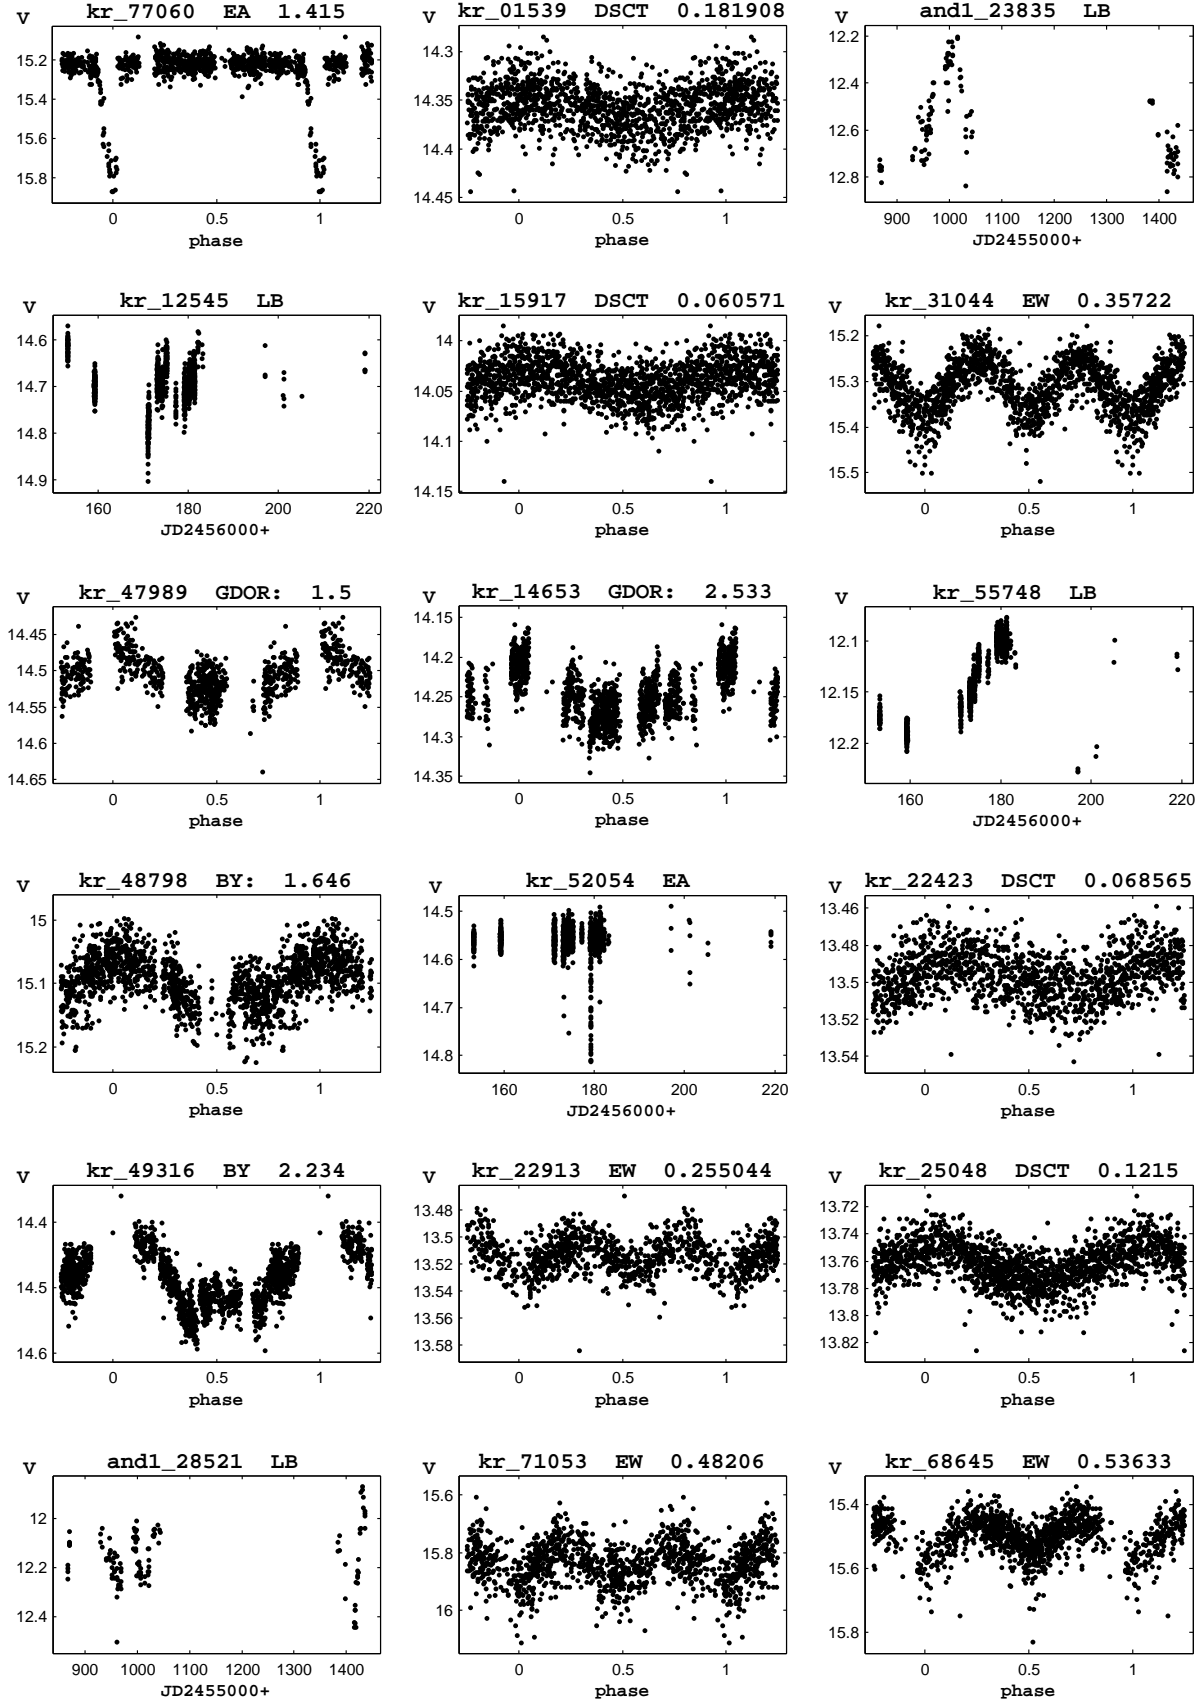 kr_77060 EA 1.415
V
15.2
15.4
15.6
15.8
0 0.5 1
phase
kr_01539 DSCT 0.181908
V
14.3
14.35
14.4
14.45
0 0.5 1
phase
and1_23835 LB
V
12.2
12.4
12.6
12.8
900 1000 1100 1200 1300 1400
JD2455000+
kr_12545 LB
V
14.6
14.7
14.8
14.9
160 180 200 220
JD2456000+
kr_15917 DSCT 0.060571
V
14
14.05
14.1
14.15
0 0.5 1
phase
kr_31044 EW 0.35722
V
15.2
15.3
15.4
15.5
0 0.5 1
phase
kr_47989 GDOR: 1.5
V
14.45
14.5
14.55
14.6
14.65
0 0.5 1
phase
kr_14653 GDOR: 2.533
V
14.15
14.2
14.25
14.3
14.35
0 0.5 1
phase
kr_55748 LB
V
12.1
12.15
12.2
160 180 200 220
JD2456000+
kr_48798 BY: 1.646
V
15
15.1
15.2
0 0.5 1
phase
kr_52054 EA
V
14.5
14.6
14.7
14.8
160 180 200 220
JD2456000+
kr_22423 DSCT 0.068565
V
13.46
13.48
13.5
13.52
13.54
0 0.5 1
phase
kr_49316 BY 2.234
V
14.4
14.5
14.6
0 0.5 1
phase
kr_22913 EW 0.255044
V
13.48
13.5
13.52
13.56
13.58
0 0.5 1
phase
kr_25048 DSCT 0.1215
V
13.72
13.74
13.76
13.78
13.8
13.82
0 0.5 1
phase
and1_28521 LB
V
12
12.2
12.4
900 1000 1100 1200 1300 1400
JD2455000+
kr_71053 EW 0.48206
V
15.6
15.8
16
0 0.5 1
phase
kr_68645 EW 0.53633
V
15.4
15.6
15.8
0 0.5 1
phase